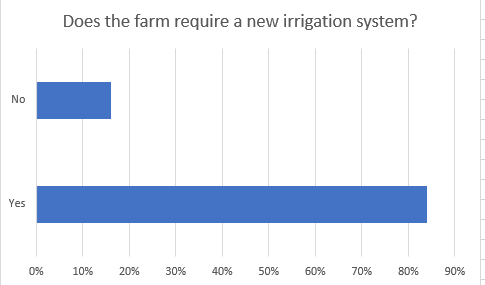 Does the farm require a new irrigation system?
No
Yes
0% 10% 20% 30% 40% 50% 60% 70% 80% 90%